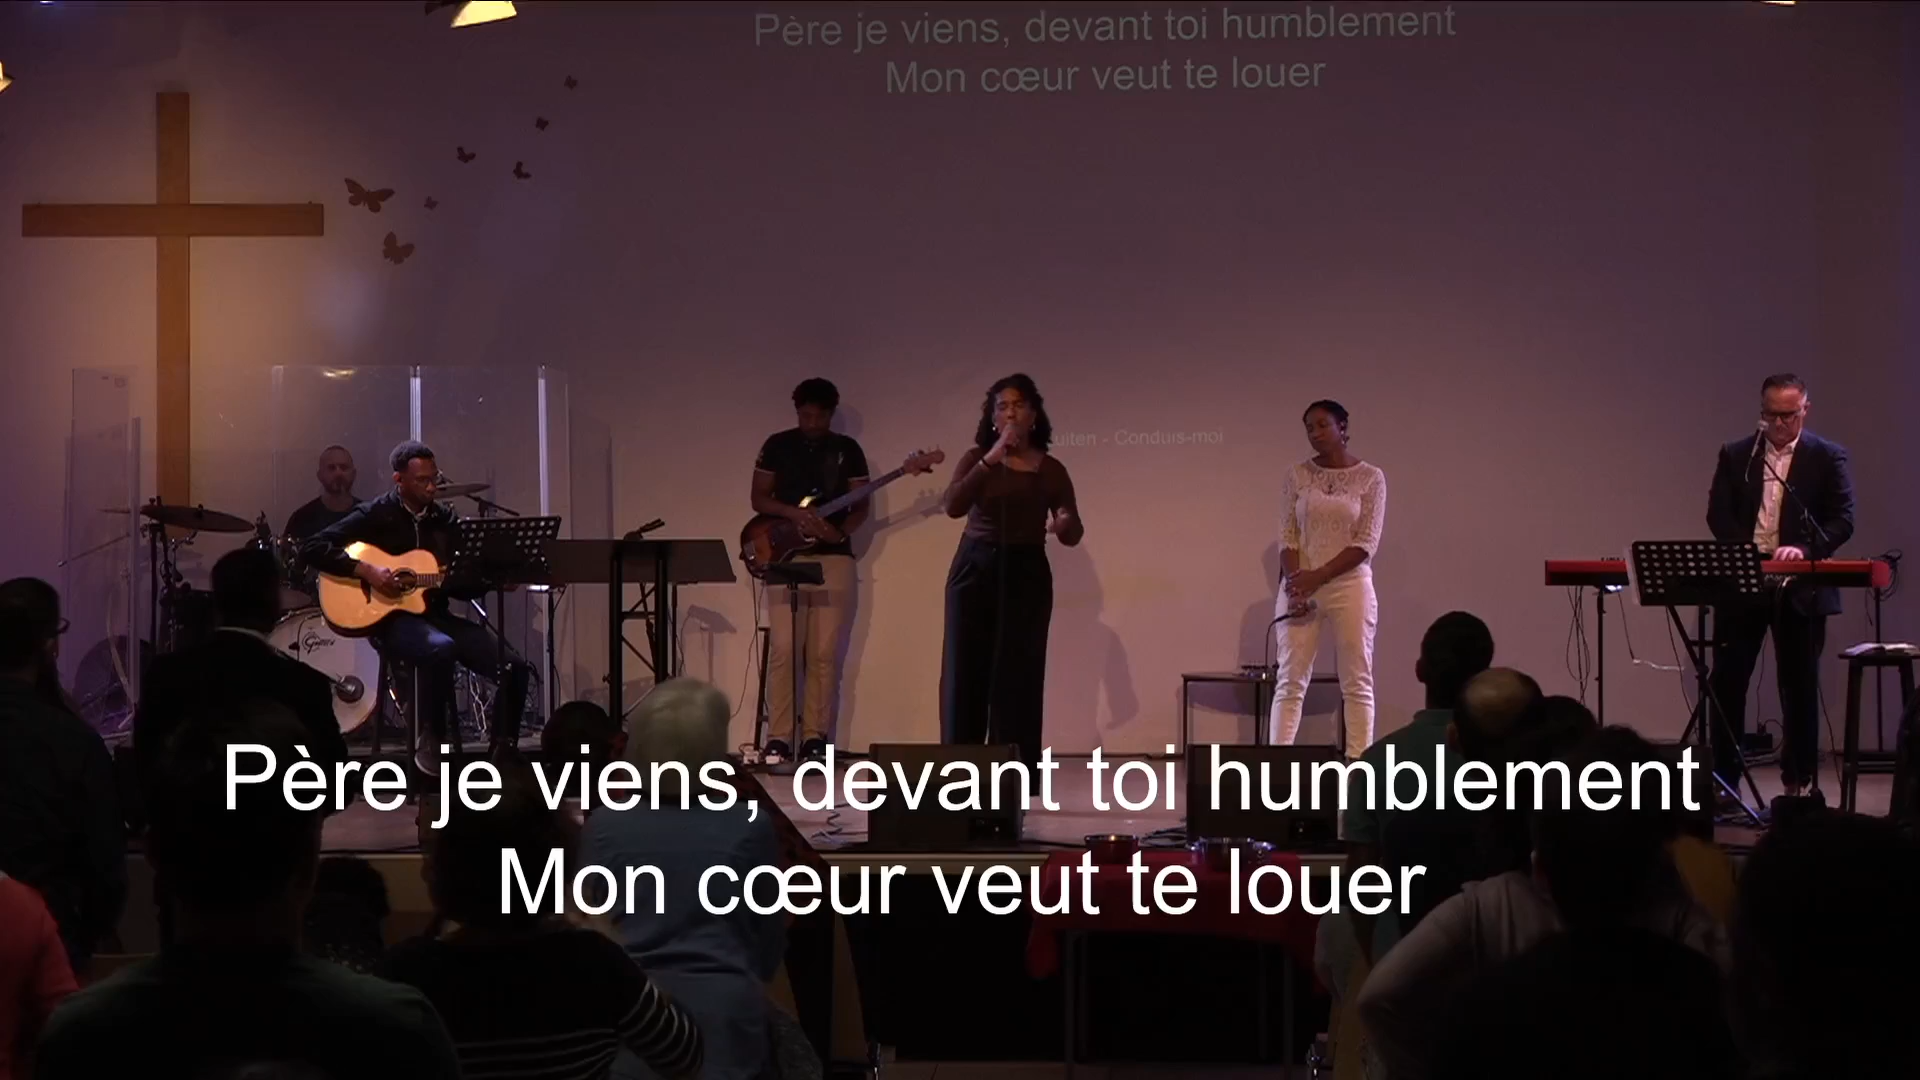 Père je viens, devant toi humblement
Mon cœur veut te louer
- Conduis-moi
Père je viens, devant toi humblement
Mon cœur veut te louer